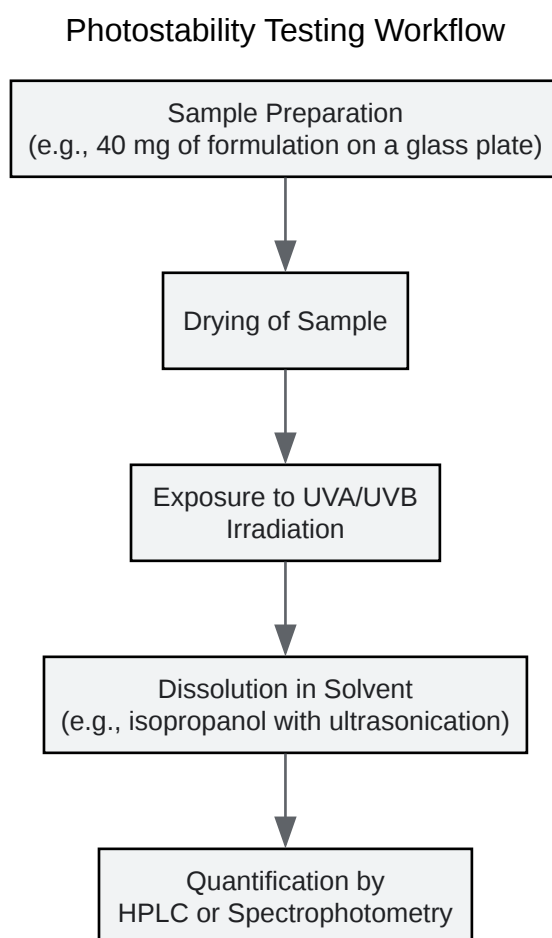 Photostability Testing Workflow
Sample Preparation
(e.g., 40 mg of formulation on a glass plate)
Drying of Sample
Exposure to UVA/UVB
Irradiation
Dissolution in Solvent
(e.g., isopropanol with ultrasonication)
Quantification by
HPLC or Spectrophotometry